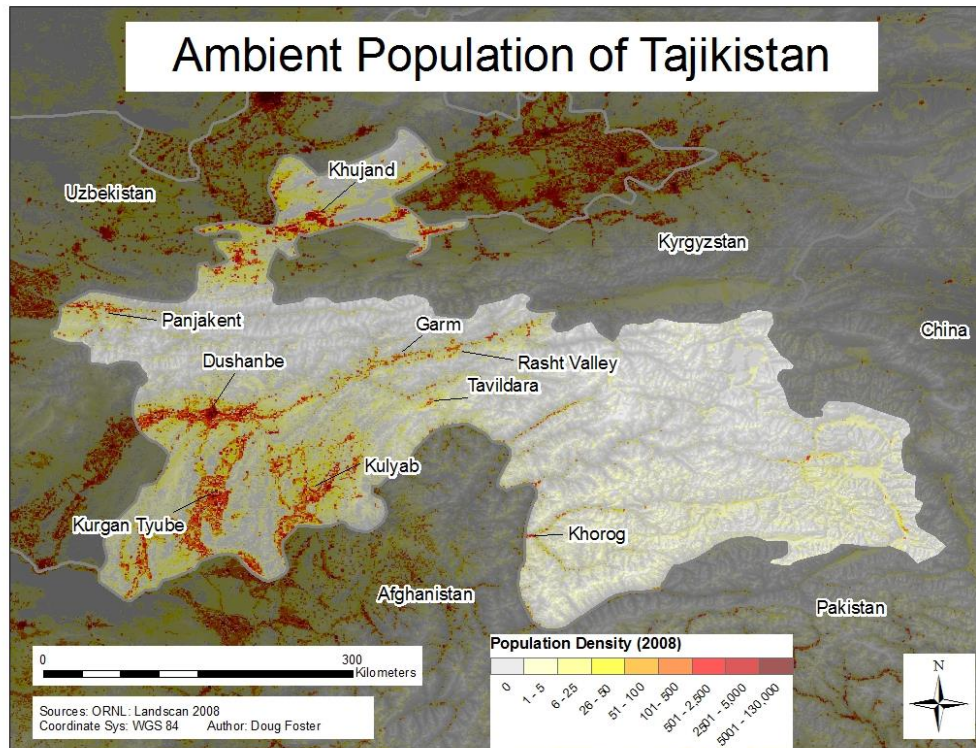 Ambient Population of Tajikistan
Khujand
Uzbekistan
Kyrgyzstan
Panjakent
Garm
China
Dushanbe
Rasht Valley
Tavildara
Kulyab
Kurgan Tyube
Khorog
Afghanistan
Pakistan
Population Density (2008)
0
1 - 5
6 - 25
26 - 50
51 - 100
101 - 500
501 - 2,500
2501 - 5,000
5001 - 130,000
0 300
Kilometers
N
Sources: ORNL: Landscan 2008
Coordinate Sys: WGS 84 Author: Doug Foster